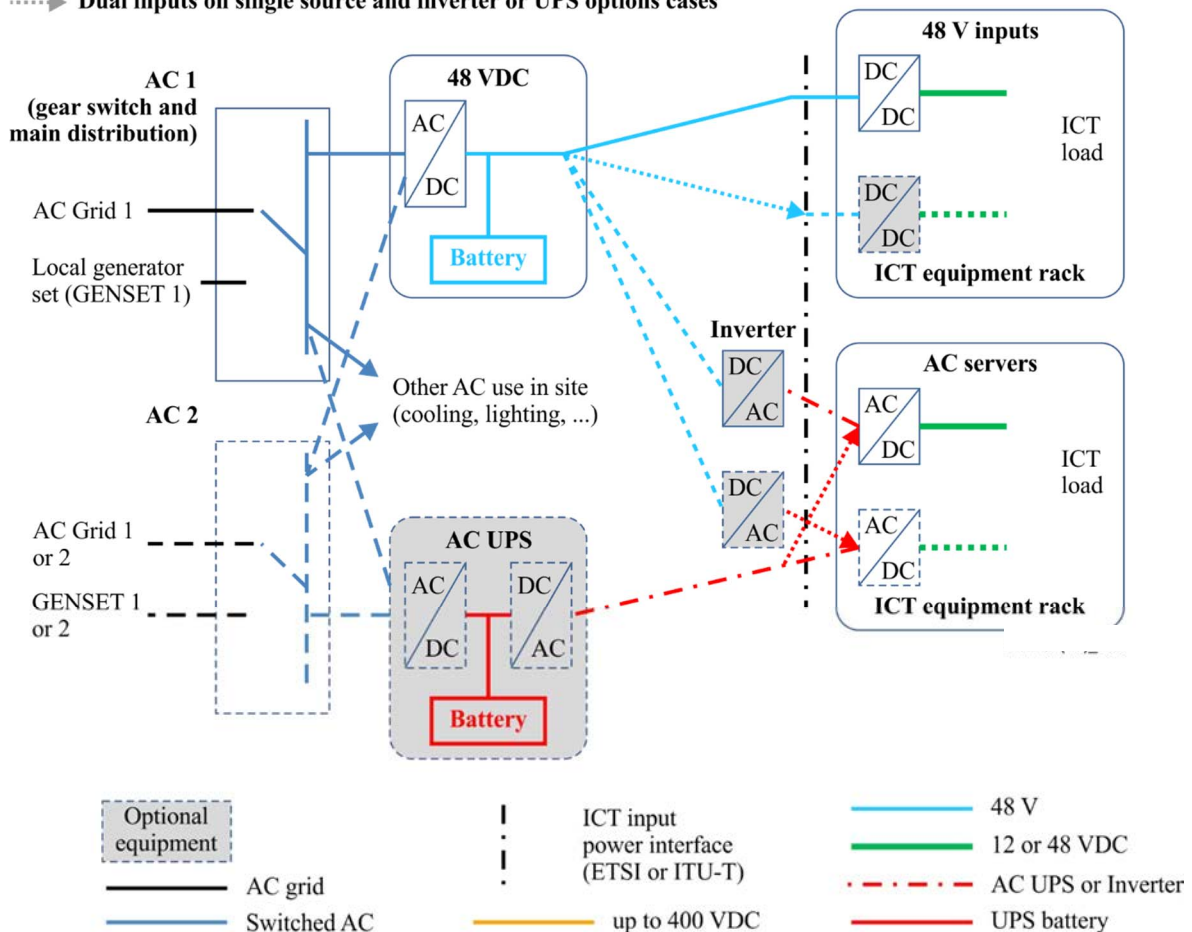 Dual inputs on single source and inverter or UPS options cases
48 V inputs
AC 1
(gear switch and
main distribution)
48 VDC
DC
DC
AC
DC
ICT
load
AC Grid 1
DC
DC
Battery
Local generator
set (GENSET 1)
ICT equipment rack
Inverter
DC
AC
AC servers
Other AC use in site
(cooling, lighting, ...)
AC
DC
AC 2
ICT
load
DC
AC
AC Grid 1
or 2
AC UPS
AC
DC
AC
DC
DC
AC
GENSET 1
or 2
ICT equipment rack
Battery
Optional
equipment
ICT input
power interface
(ETSI or ITU-T)
48 V
12 or 48 VDC
AC grid
AC UPS or Inverter
Switched AC
up to 400 VDC
UPS battery